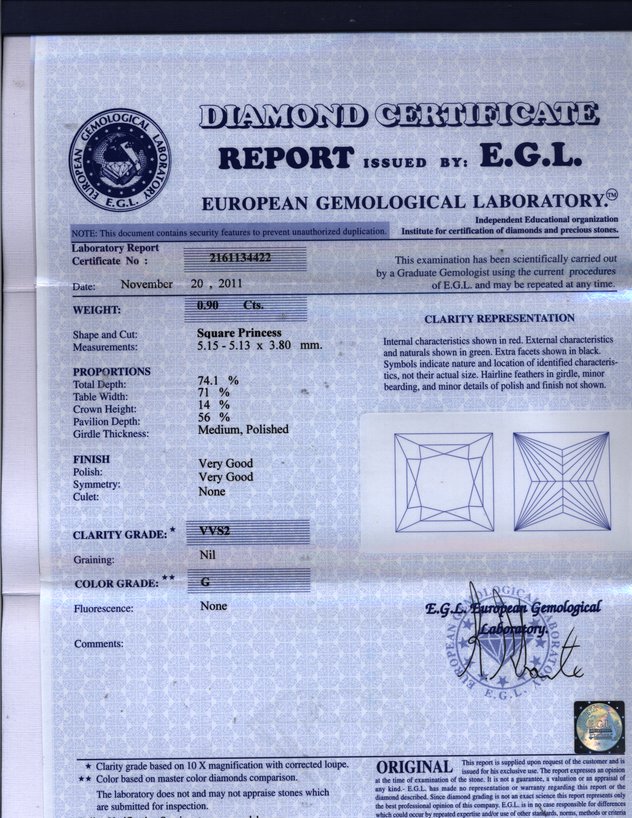 DIAMOND CERTIFICATE
REPORT ISSUED BY: E.G.L.
EUROPEAN GEMOLOGICAL LABORATORY.™
EUROPEAN GEMOLOGICAL LABORATORY
E.G.L.
Independent Educational organization
Institute for certification of diamonds and precious stones.
NOTE: This document contains security features to prevent unauthorized duplication.
Laboratory Report
Certificate No : 2161134422
Date: November 20 , 2011
This examination has been scientifically carried out
by a Graduate Gemologist using the current procedures
of E.G.L. and may be repeated at any time.
WEIGHT: 0.90 Cts.
Shape and Cut: Square Princess
Measurements: 5.15 - 5.13 x 3.80 mm.
PROPORTIONS
Total Depth: 74.1 %
Table Width: 71 %
Crown Height: 14 %
Pavilion Depth: 56 %
Girdle Thickness: Medium, Polished
FINISH
Polish: Very Good
Symmetry: Very Good
Culet: None
CLARITY GRADE: * VVS2
Graining: Nil
COLOR GRADE: ** G
Fluorescence: None
Comments:
CLARITY REPRESENTATION
Internal characteristics shown in red. External characteristics
and naturals shown in green. Extra facets shown in black.
Symbols indicate nature and location of identified characteris-
tics, not their actual size. Hairline feathers in girdle, minor
bearding, and minor details of polish and finish not shown.
E.G.L. European Gemological
Laboratory.
EUROPEAN GEMOLOGICAL LABORATORY
E.G.L.
★ Clarity grade based on 10 X magnification with corrected loupe.
★★ Color based on master color diamonds comparison.
The laboratory does not and may not appraise stones which
are submitted for inspection.
ORIGINAL This report is supplied upon request of the customer and is
issued for his exclusive use. The report expresses an opinion
at the time of examination of the stone. It is not a guarantee, a valuation or an appraisal of
any kind.- E.G.L. has made no representation or warranty regarding this report or the
diamond described. Since diamond grading is not an exact science this report represents only
the best professional opinion of this company. E.G.L. is in no case responsible for differences
which could occur by repeated expertise and/or use of other standards, norms, methods or criteria